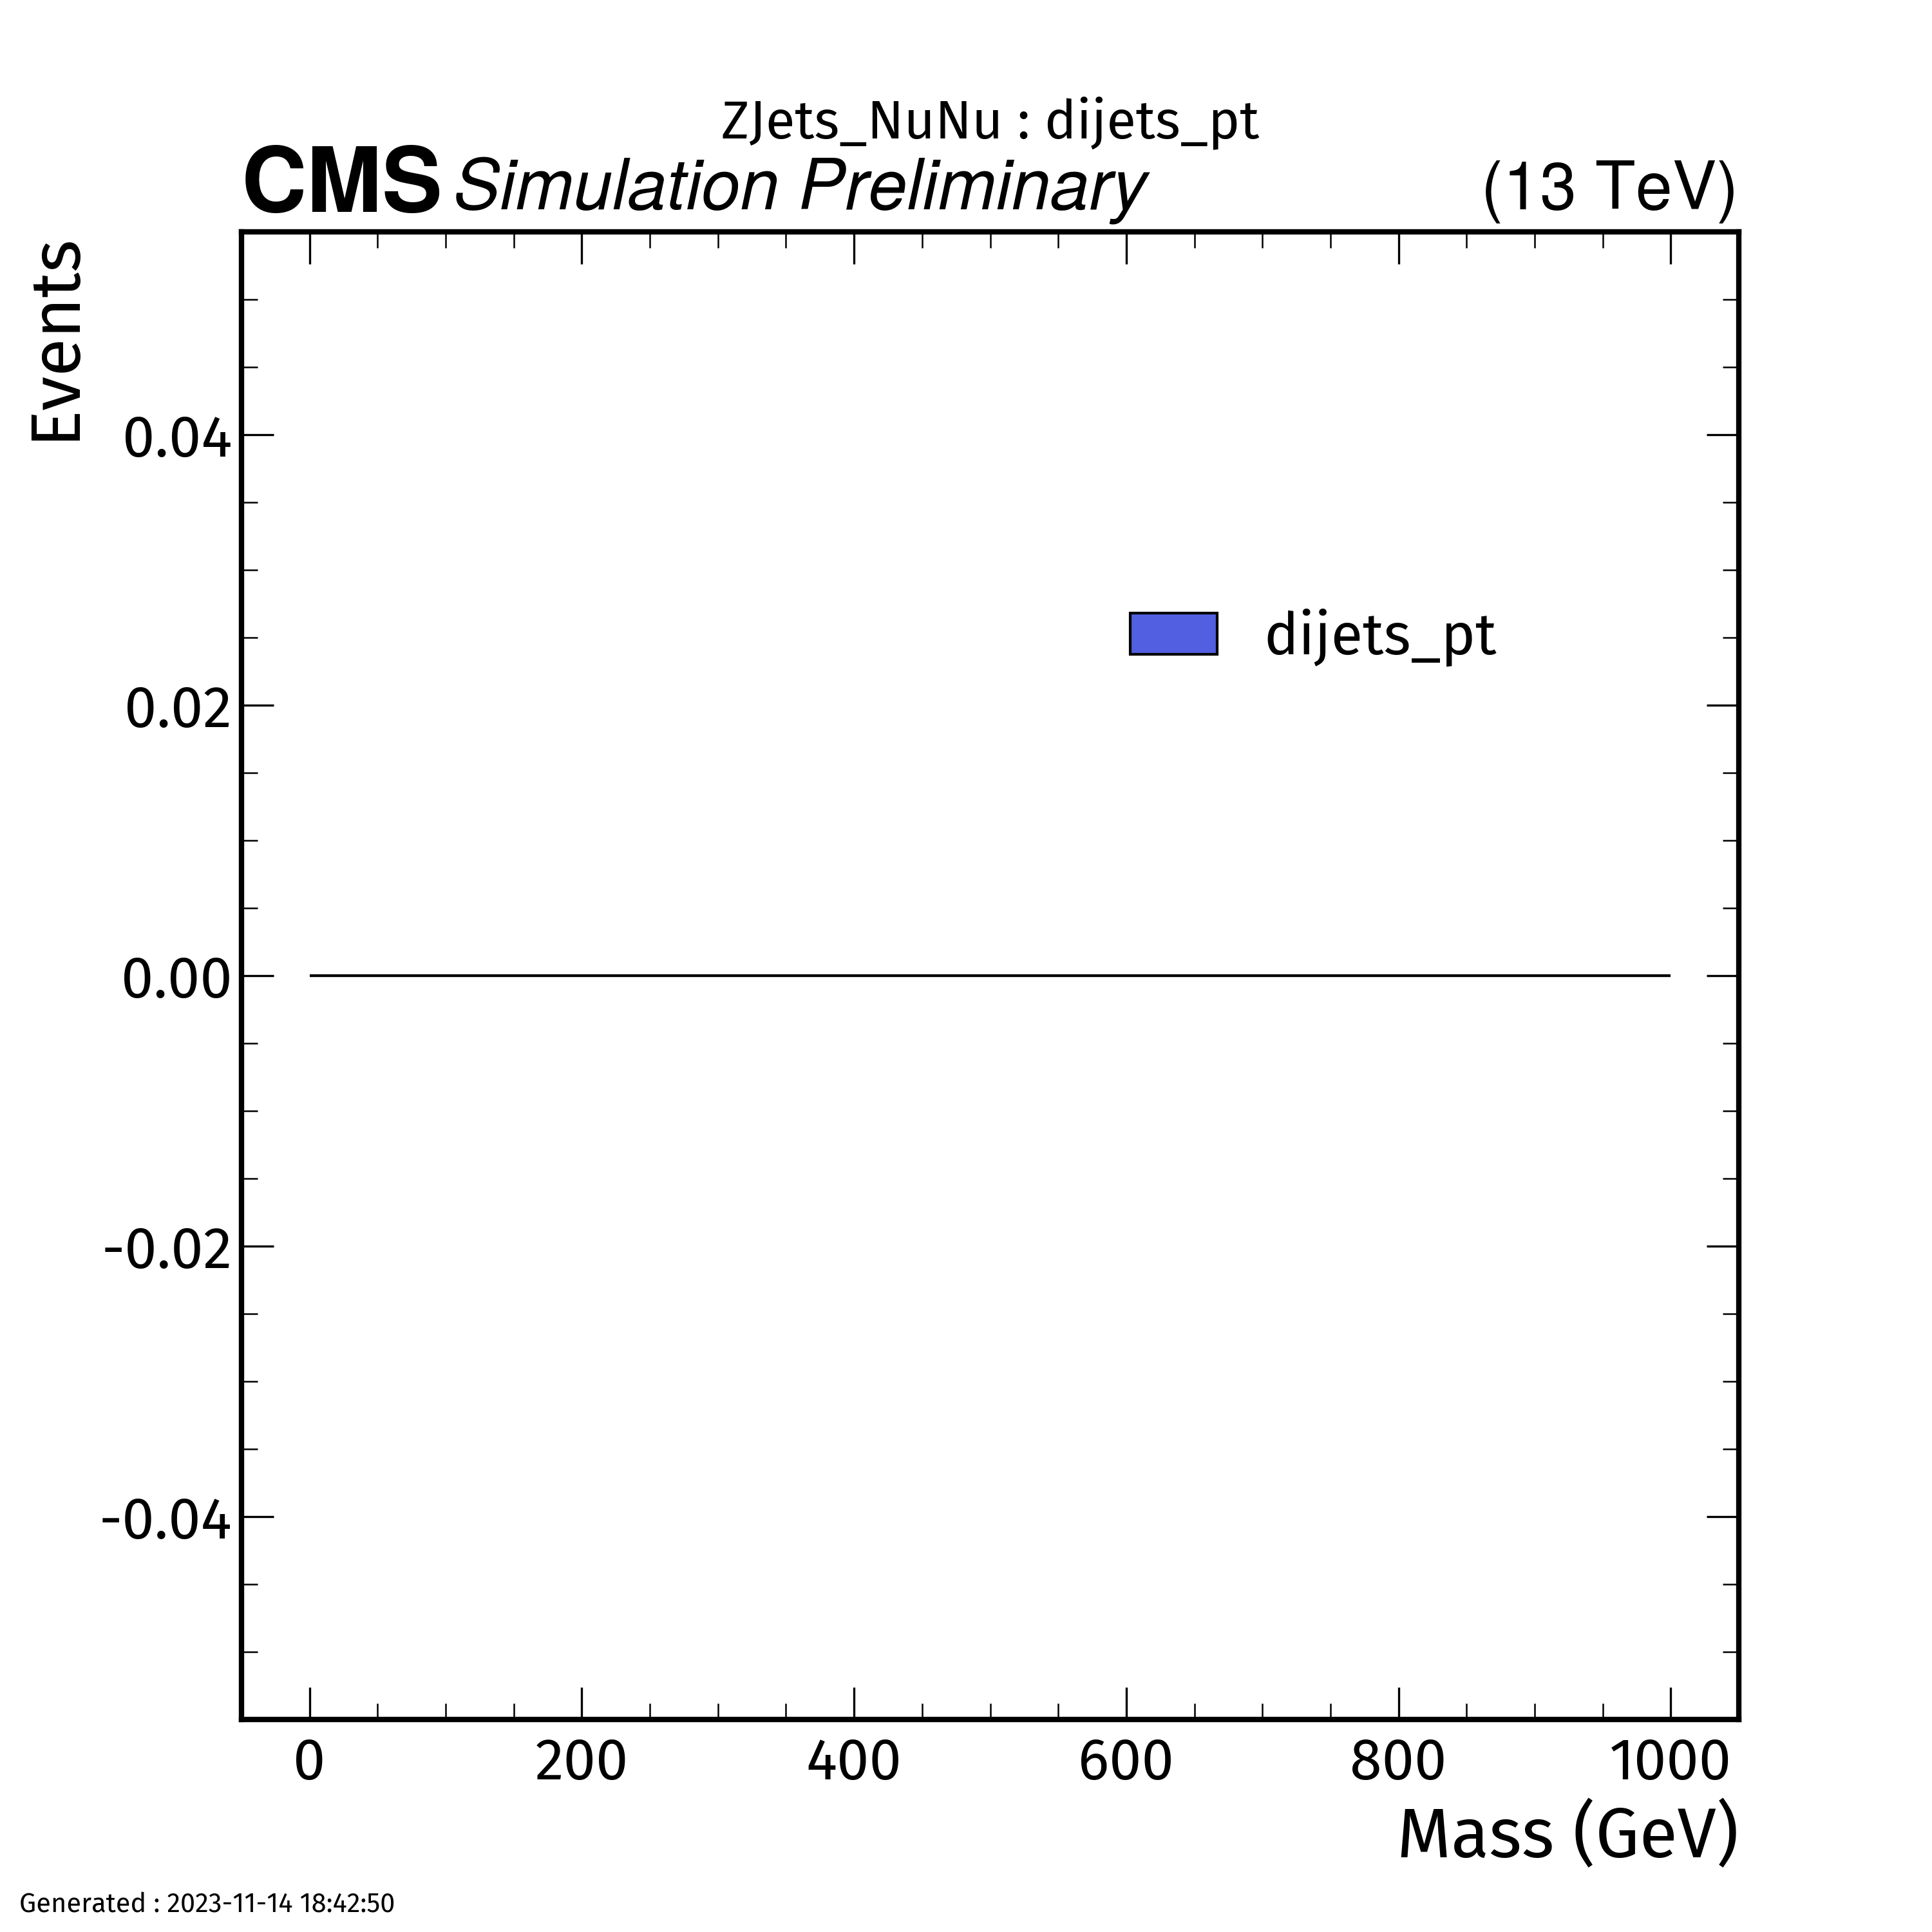 ZJets_NuNu : dijets_pt
CMS Simulation Preliminary (13 TeV)
Events
0.04
dijets_pt
0.02
0.00
-0.02
-0.04
0 200 400 600 800 1000
Mass (GeV)
Generated : 2023-11-14 18:42:50